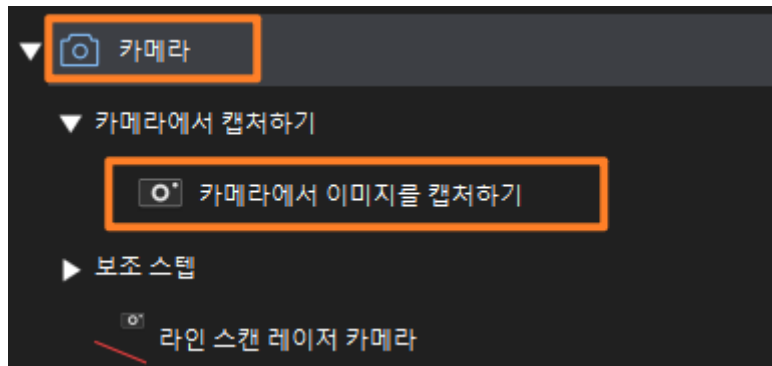 카메라
카메라에서 캡처하기
카메라에서 이미지를 캡처하기
보조 스텝
라인 스캔 레이저 카메라